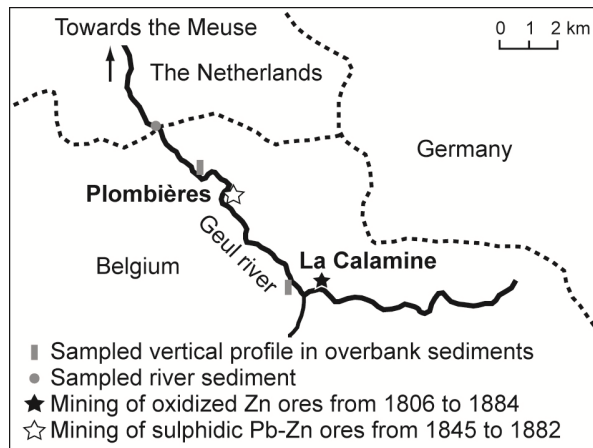 Towards the Meuse
0 1 2 km
The Netherlands
Germany
Plombières
Geul river
La Calamine
Belgium
Sampled vertical profile in overbank sediments
Sampled river sediment
Mining of oxidized Zn ores from 1806 to 1884
Mining of sulphidic Pb-Zn ores from 1845 to 1882